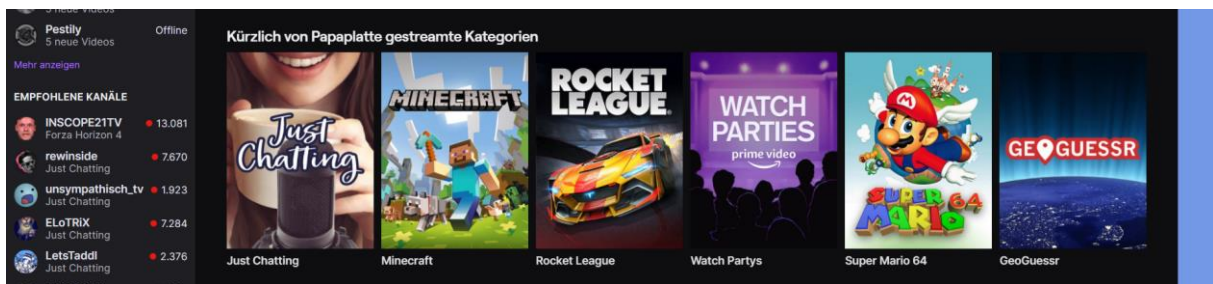 5 neue Videos
Pestily Offline
5 neue Videos
Mehr anzeigen
EMPFOHLENE KANÄLE
INSCOPE21TV 13.081
Forza Horizon 4
rewinside 7.670
Just Chatting
unsympathisch_tv 1.923
Just Chatting
ELoTRiX 7.284
Just Chatting
LetsTaddl 2.376
Just Chatting
Kürzlich von Papaplatte gestreamte Kategorien
Just
Chatting
Just Chatting
MINECRAFT
Minecraft
ROCKET
LEAGUE
Rocket League
WATCH
PARTIES
prime video
Watch Partys
SUPER
MARIO 64
Super Mario 64
GEOGUESSR
GeoGuessr